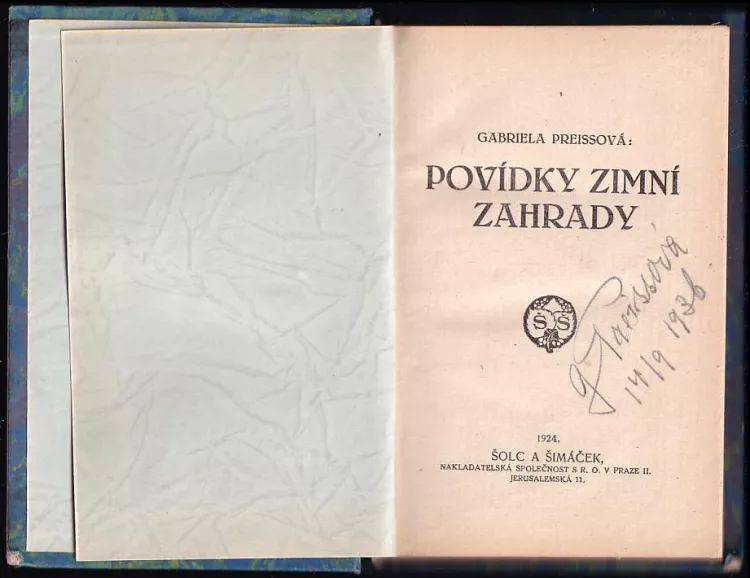 GABRIELA PREISSOVÁ:
POVÍDKY ZIMNÍ
ZAHRADY
Š Š
G Preissová
14/9 1936
1924.
ŠOLC A ŠIMÁČEK,
NAKLADATELSKÁ SPOLEČNOST S R. O. V PRAZE II.
JERUSALEMSKÁ 11.